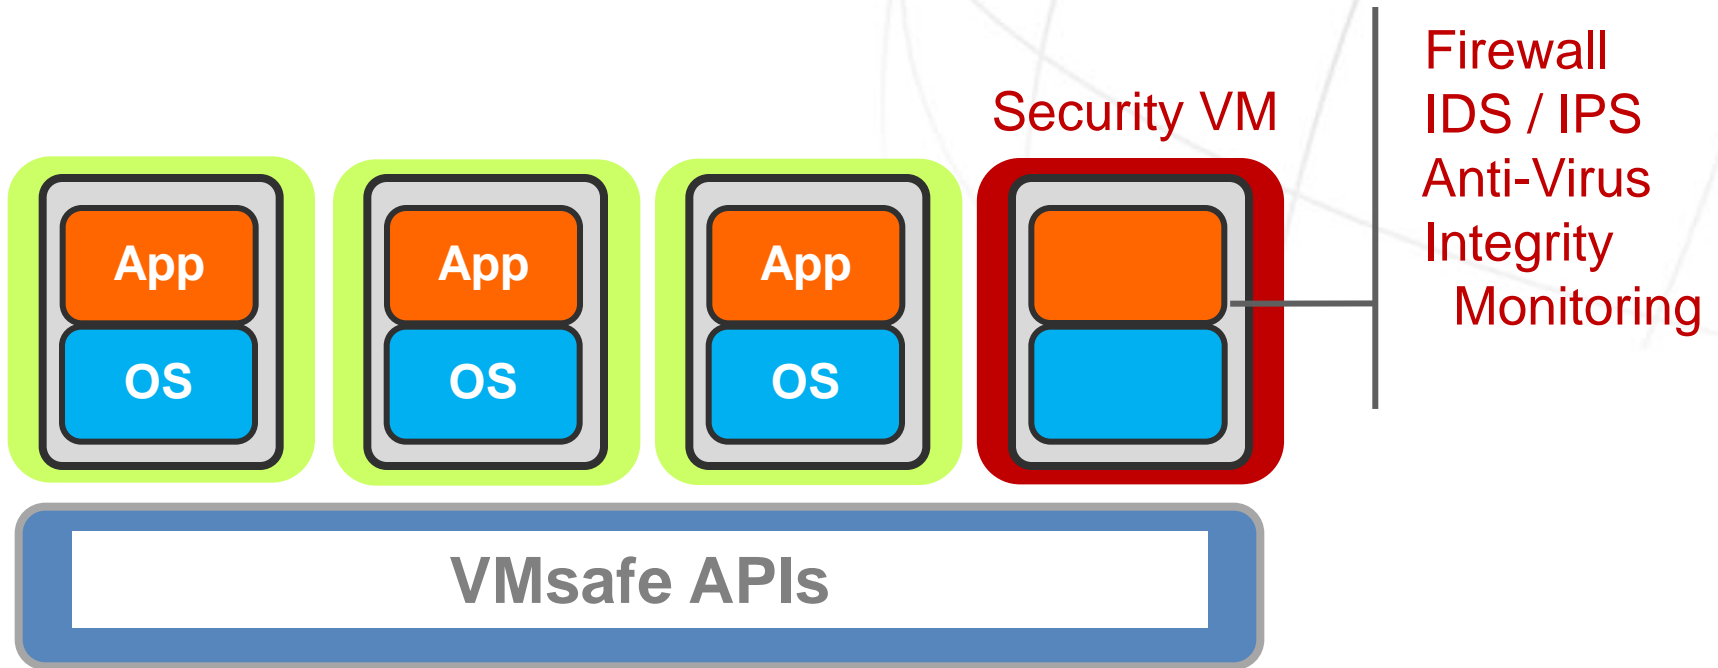 Firewall
IDS / IPS
Anti-Virus
Integrity
Monitoring
Security VM
App
App
App
OS
OS
OS
VMsafe APIs